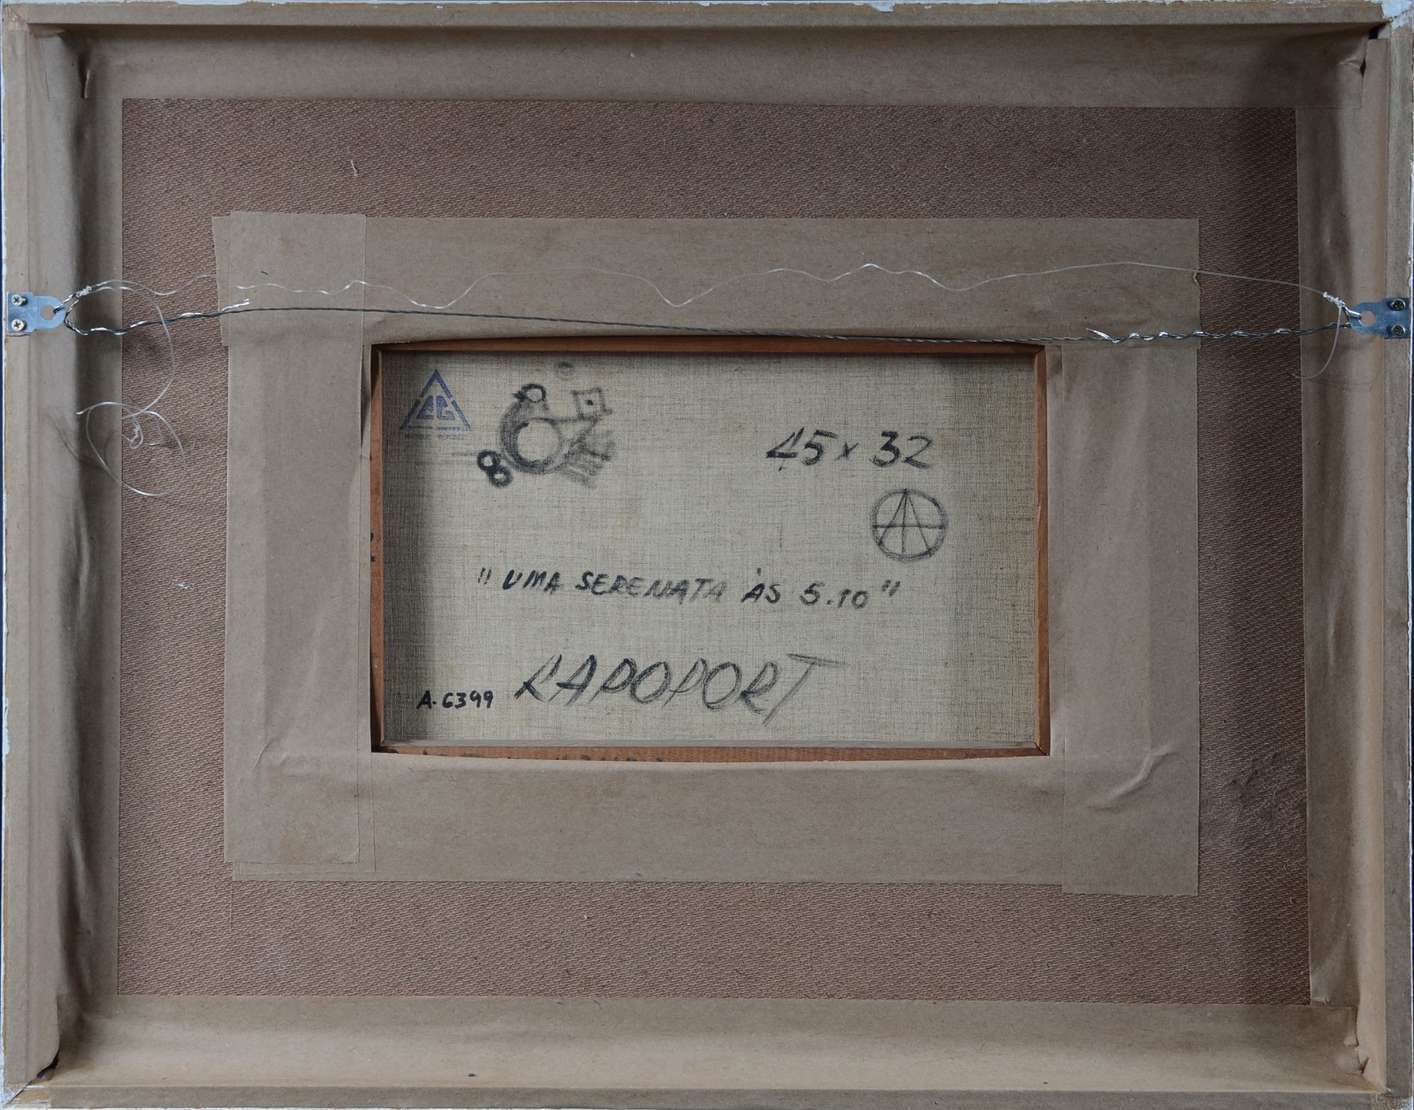 45 x 32
"UMA SERENATA ÀS 5.10"
RAPOPORT
A-6399